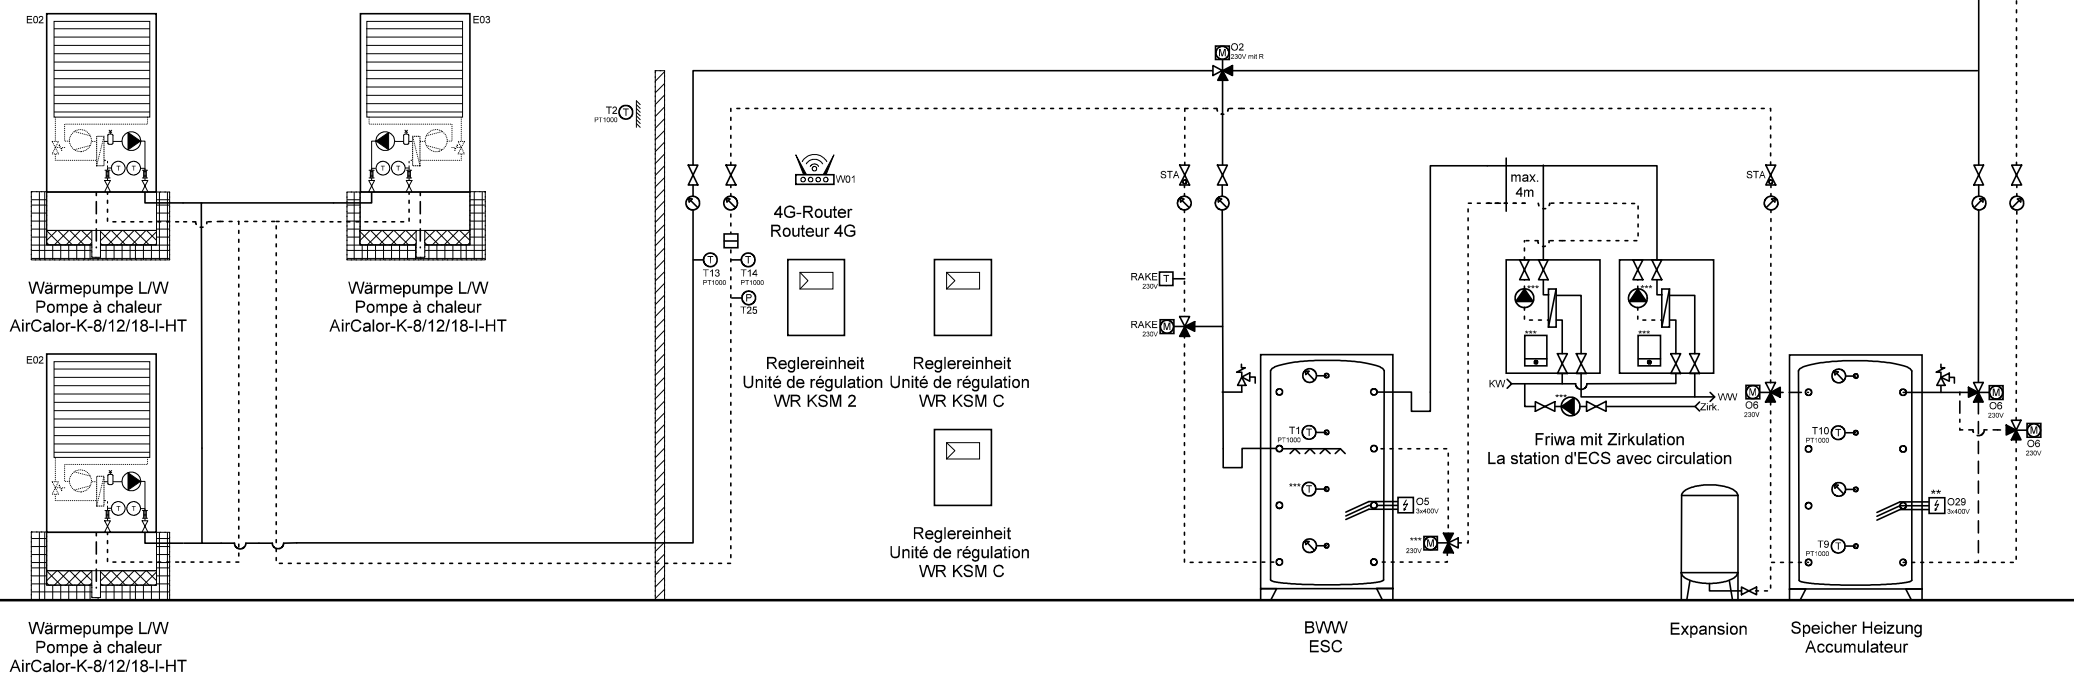 E02
E03
T
T
T
T
Wärmepumpe L/W
Pompe à chaleur
AirCalor-K-8/12/18-I-HT
Wärmepumpe L/W
Pompe à chaleur
AirCalor-K-8/12/18-I-HT
E02
T
T
Wärmepumpe L/W
Pompe à chaleur
AirCalor-K-8/12/18-I-HT
T2
PT1000
T
T
T13
PT1000
T
T14
PT1000
P
T25
W01
4G-Router
Routeur 4G
Reglereinheit
Unité de régulation
WR KSM 2
Reglereinheit
Unité de régulation
WR KSM C
Reglereinheit
Unité de régulation
WR KSM C
M
O2
230V mit R
STA
RAKE
230V
T
RAKE
230V
M
T1
PT1000
T
***
T
O5
3x400V
***
230V
M
BWW
ESC
max.
4m
***
***
***
***
KW
WW
***
Zirk.
Friwa mit Zirkulation
La station d'ECS avec circulation
STA
M
O6
230V
Expansion
T10
PT1000
T
T9
PT1000
T
**
O29
3x400V
M
O6
230V
M
O6
230V
Speicher Heizung
Accumulateur